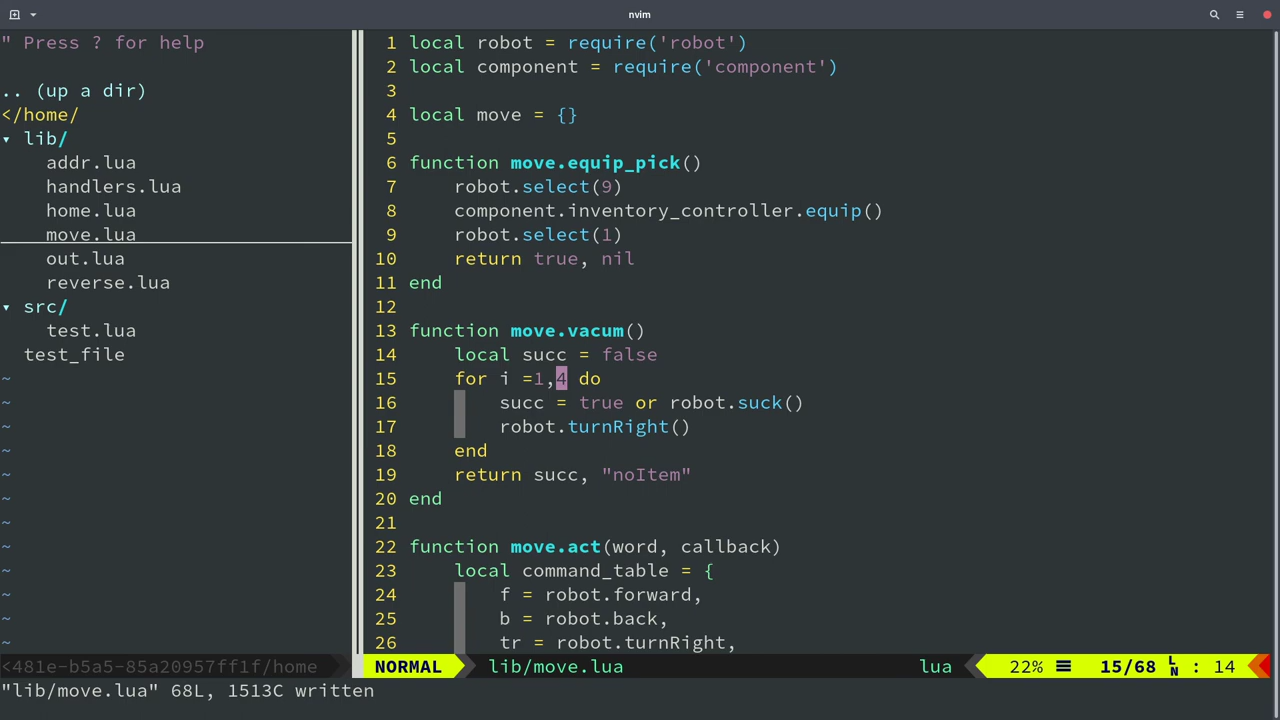 nvim
" Press ? for help
.. (up a dir)
</home/
▾ lib/
addr.lua
handlers.lua
home.lua
move.lua
out.lua
reverse.lua
▾ src/
test.lua
test_file
~
~
~
~
~
~
~
~
~
~
~
~
<481e-b5a5-85a20957ff1f/home
1 local robot = require('robot')
2 local component = require('component')
3
4 local move = {}
5
6 function move.equip_pick()
7     robot.select(9)
8     component.inventory_controller.equip()
9     robot.select(1)
10     return true, nil
11 end
12
13 function move.vacum()
14     local succ = false
15     for i =1,4 do
16         succ = true or robot.suck()
17         robot.turnRight()
18     end
19     return succ, "noItem"
20 end
21
22 function move.act(word, callback)
23     local command_table = {
24         f = robot.forward,
25         b = robot.back,
26         tr = robot.turnRight,
NORMAL lib/move.lua lua 22% ☰ 15/68 LN : 14
"lib/move.lua" 68L, 1513C written